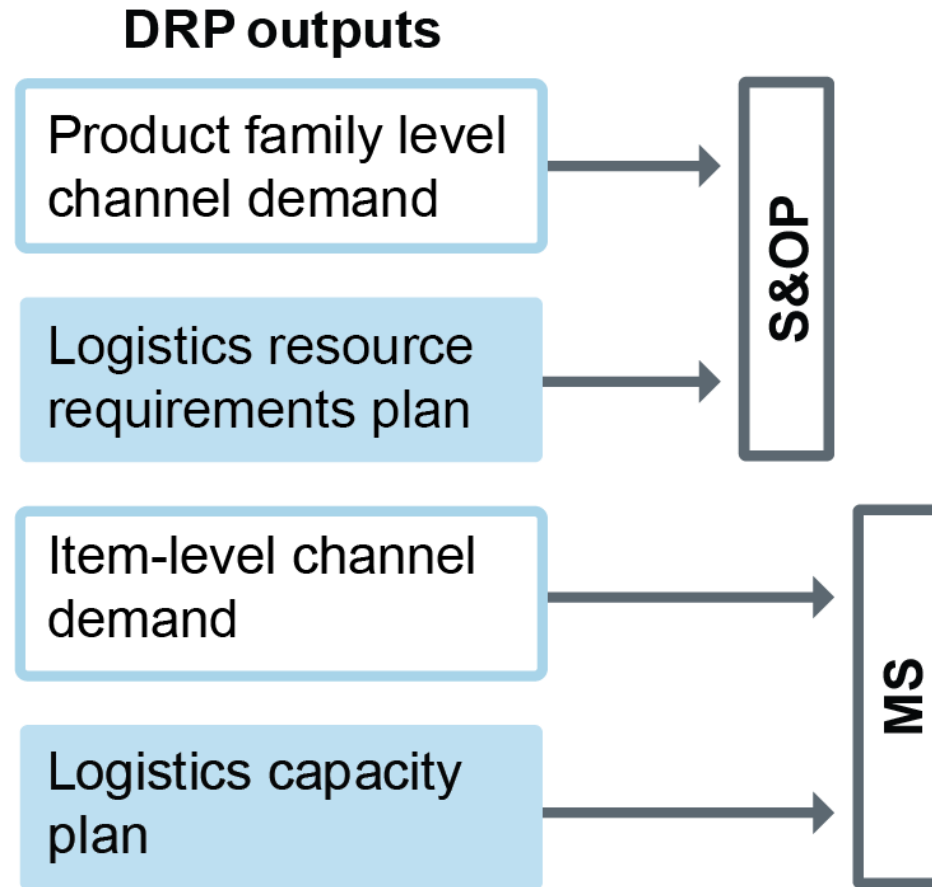 DRP outputs
Product family level
channel demand
S&OP
Logistics resource
requirements plan
Item-level channel
demand
MS
Logistics capacity
plan